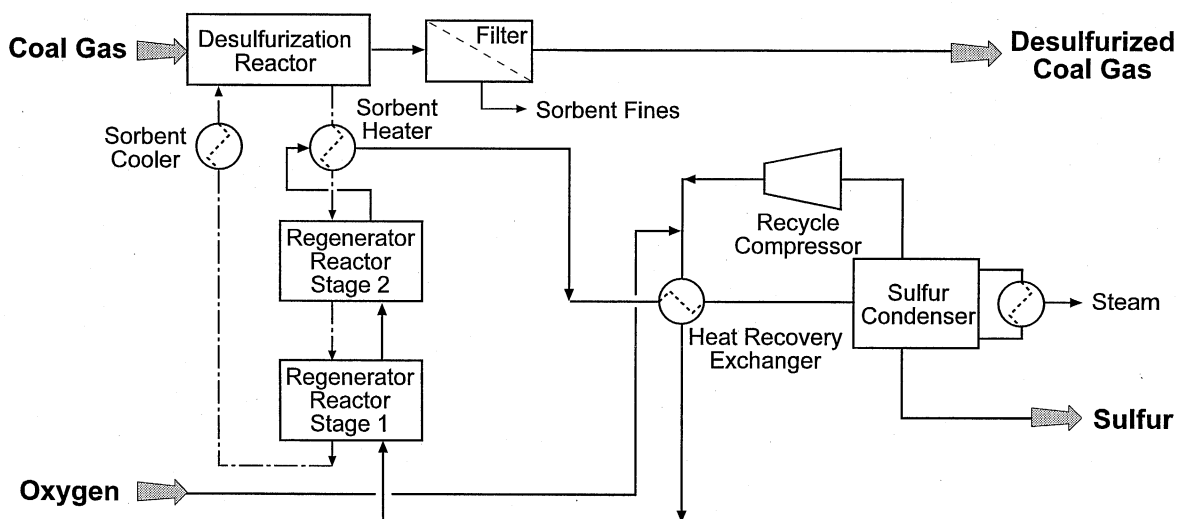 Coal Gas
Desulfurization
Reactor
Filter
Desulfurized
Coal Gas
Sorbent Fines
Sorbent
Heater
Sorbent
Cooler
Recycle
Compressor
Regenerator
Reactor
Stage 2
Sulfur
Condenser
Steam
Heat Recovery
Exchanger
Regenerator
Reactor
Stage 1
Sulfur
Oxygen